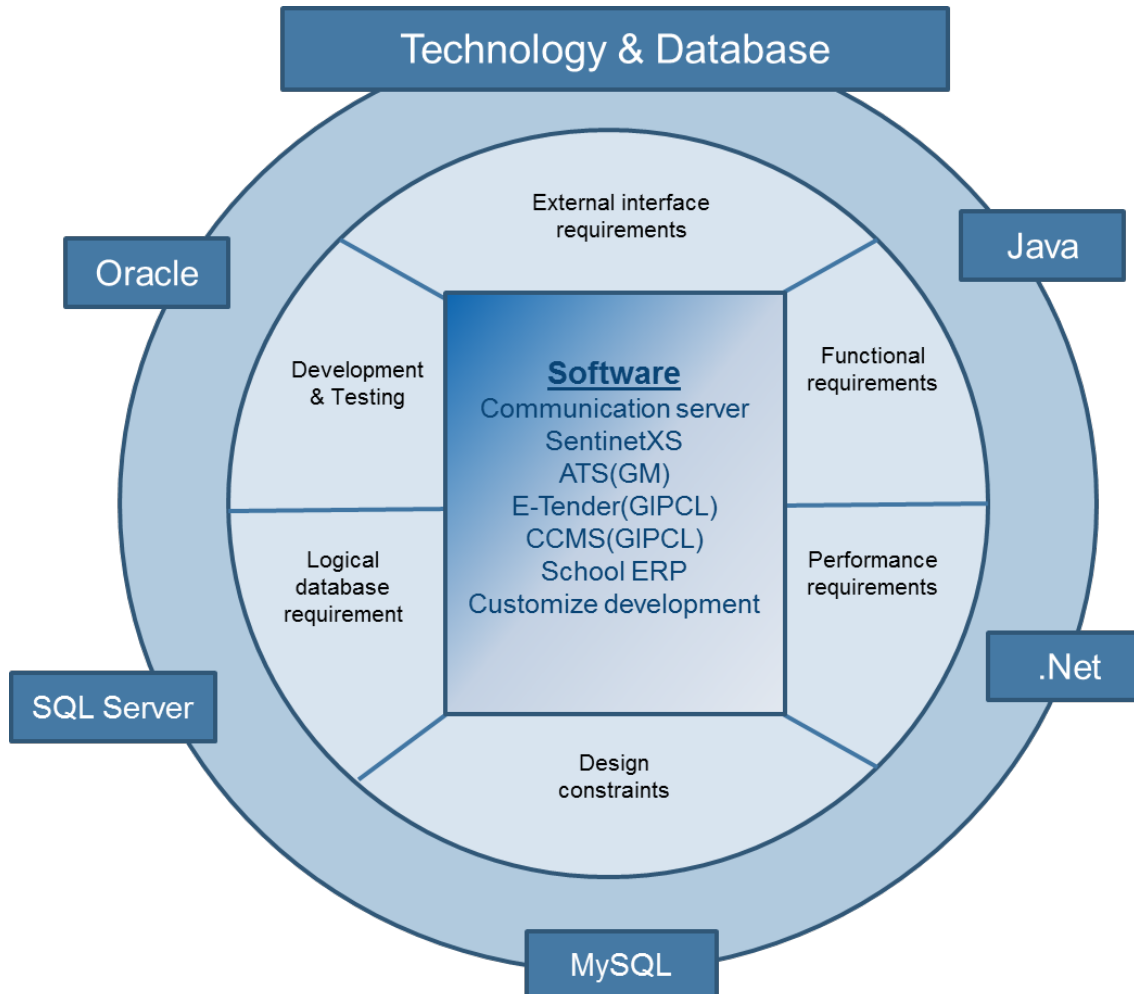 Technology & Database
External interface
requirements
Oracle
Java
Development
& Testing
Functional
requirements
Software
Communication server
SentinetXS
ATS(GM)
E-Tender(GIPCL)
CCMS(GIPCL)
School ERP
Customize development
Logical
database
requirement
Performance
requirements
SQL Server
.Net
Design
constraints
MySQL